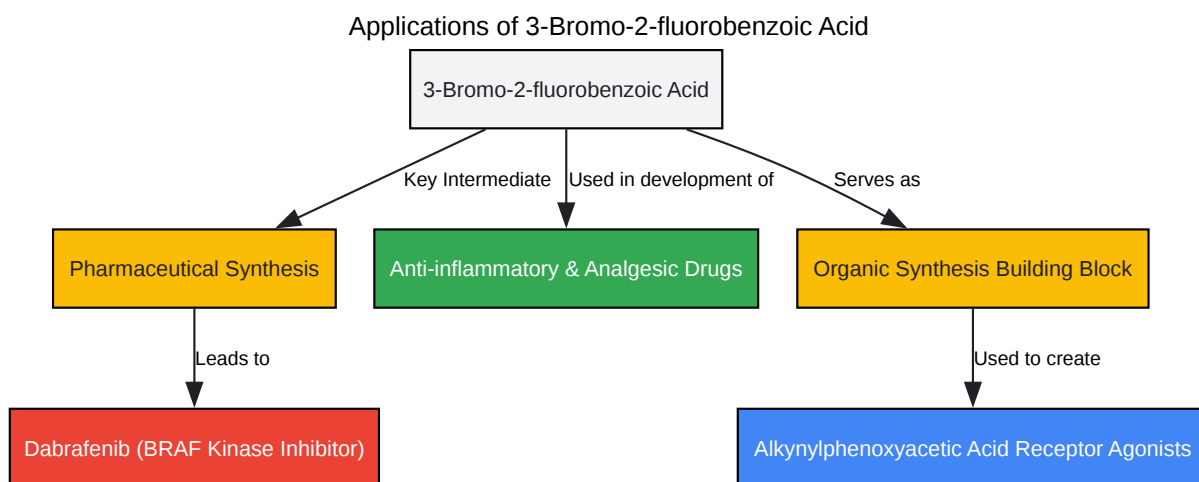 Applications of 3-Bromo-2-fluorobenzoic Acid
3-Bromo-2-fluorobenzoic Acid
Key Intermediate
Used in development of
Serves as
Pharmaceutical Synthesis
Anti-inflammatory & Analgesic Drugs
Organic Synthesis Building Block
Leads to
Used to create
Dabrafenib (BRAF Kinase Inhibitor)
Alkynylphenoxyacetic Acid Receptor Agonists